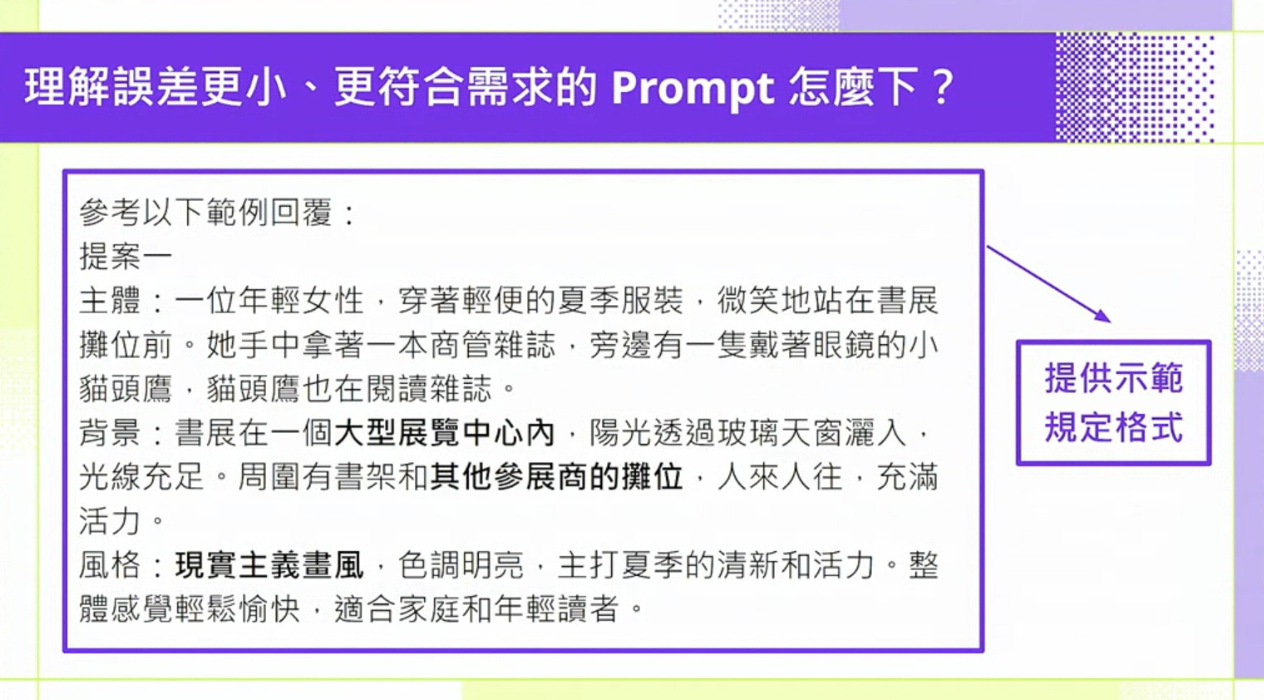 理解誤差更小、更符合需求的 Prompt 怎麼下？
參考以下範例回覆：
提案一
主體：一位年輕女性，穿著輕便的夏季服裝，微笑地站在書展
攤位前。她手中拿著一本商管雜誌，旁邊有一隻戴著眼鏡的小
貓頭鷹，貓頭鷹也在閱讀雜誌。
背景：書展在一個大型展覽中心內，陽光透過玻璃天窗灑入，
光線充足。周圍有書架和其他參展商的攤位，人來人往，充滿
活力。
風格：現實主義畫風，色調明亮，主打夏季的清新和活力。整
體感覺輕鬆愉快，適合家庭和年輕讀者。
提供示範
規定格式